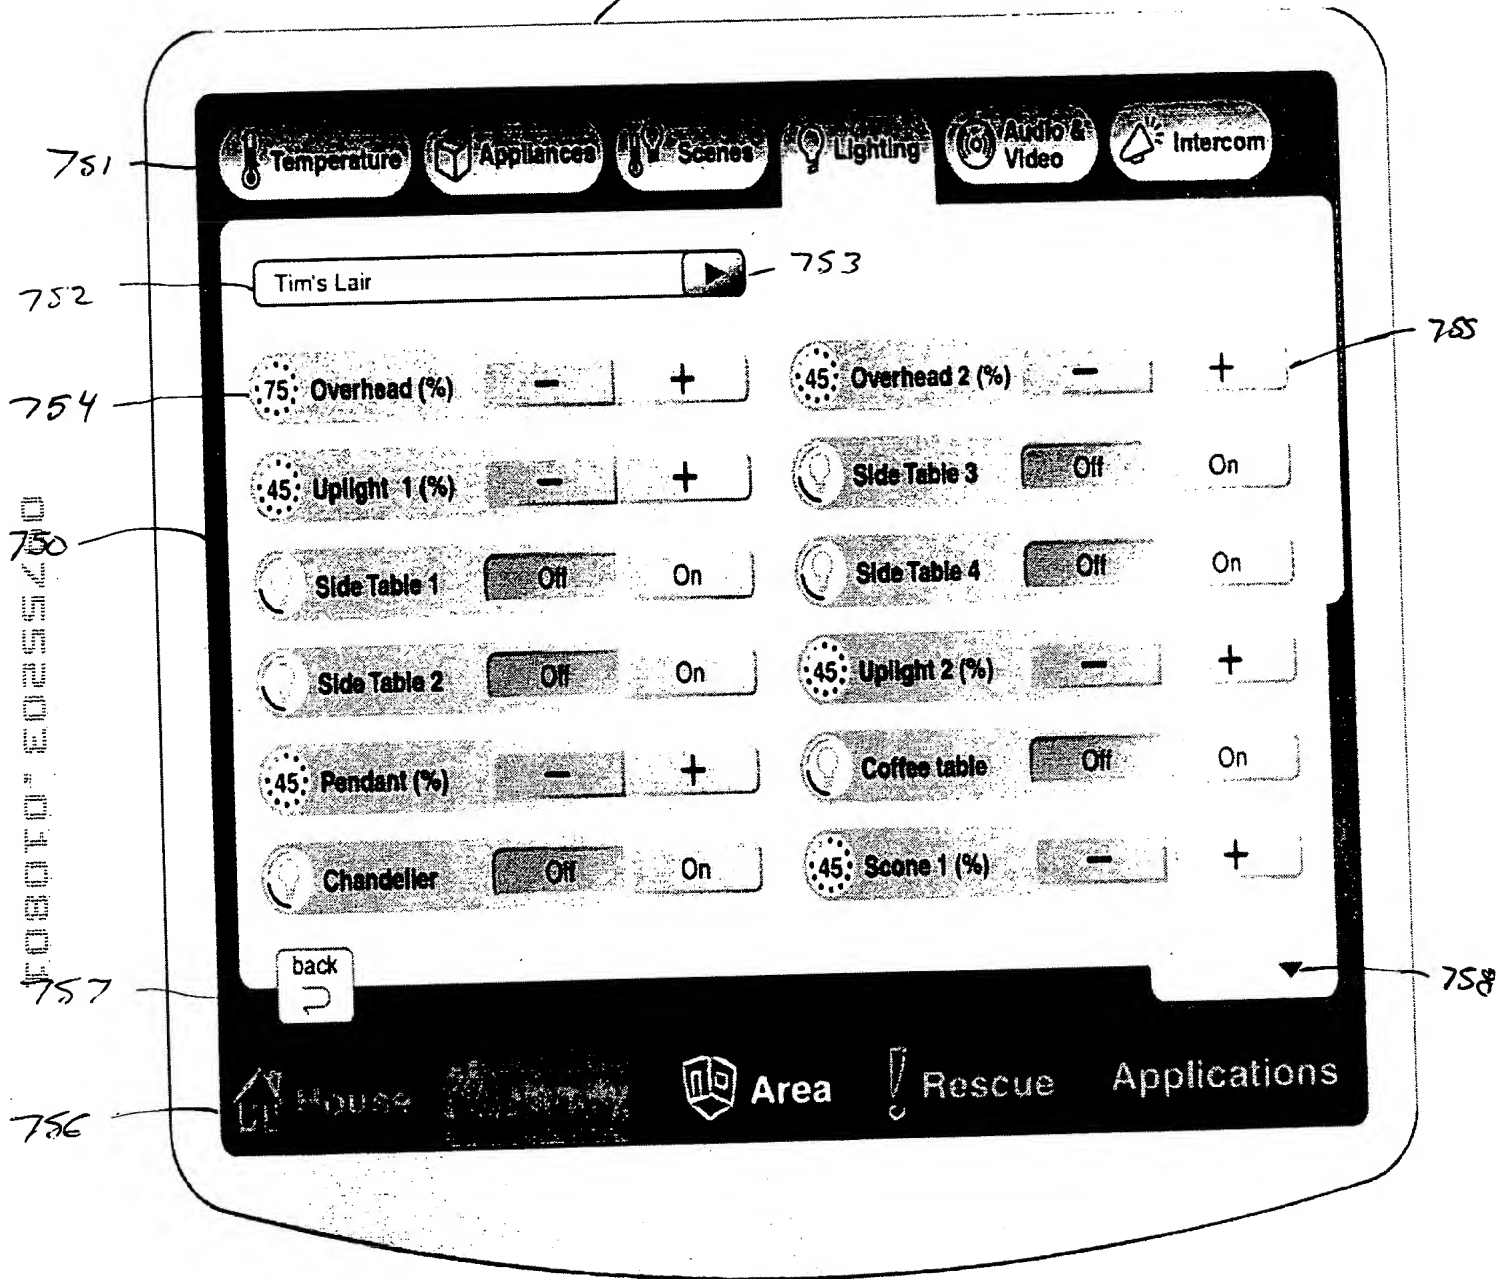 751
Temperature
Appliances
Scenes
Lighting
Audio &
Video
Intercom
752
Tim's Lair
753
755
754
75 Overhead (%) - +
45 Overhead 2 (%) - +
45 Uplight 1 (%) - +
Side Table 3 Off On
750
Side Table 1 Off On
Side Table 4 Off On
Side Table 2 Off On
45 Uplight 2 (%) - +
45 Pendant (%) - +
Coffee table Off On
Chandelier Off On
45 Scone 1 (%) - +
757
back
758
756
House
Area
! Rescue
Applications